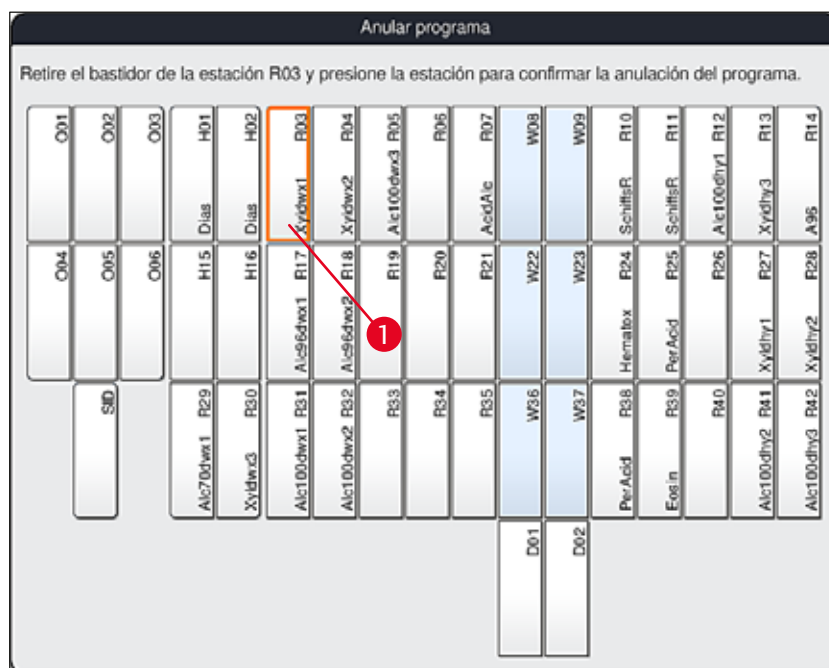 Anular programa
Retire el bastidor de la estación R03 y presione la estación para confirmar la anulación del programa.
O01
O02
O03
H01 Dias
H02 Dias
R03 Xyldwx1
R04 Xyldwx2
R05 Alc100dwx3
R06
R07 AcidAlc
W08
W09
R10 SchiffsR
R11 SchiffsR
R12 Alc100dhy1
R13 Xyldhy3
R14 A96
O04
O05
O06
H15
H16
R17 Alc96dwx1
R18 Alc96dwx2
R19
R20
R21
W22
W23
R24 Hematox
R25 PerAcid
R26
R27 Xyldhy1
R28 Xyldhy2
1
SID
R29 Alc70dwx1
R30 Xyldwx3
R31 Alc100dwx1
R32 Alc100dwx2
R33
R34
R35
W36
W37
R38 PerAcid
R39 Eosin
R40
R41 Alc100dhy2
R42 Alc100dhy3
D01
D02